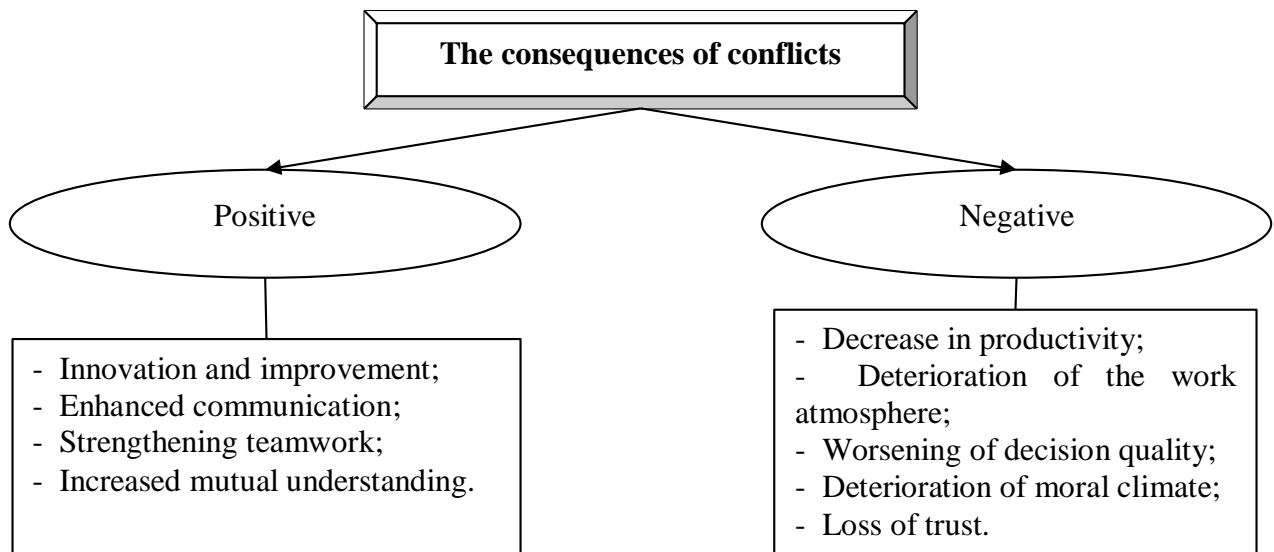 The consequences of conflicts
Positive
Negative
- Innovation and improvement;
- Enhanced communication;
- Strengthening teamwork;
- Increased mutual understanding.
- Decrease in productivity;
- Deterioration of the work
atmosphere;
- Worsening of decision quality;
- Deterioration of moral climate;
- Loss of trust.